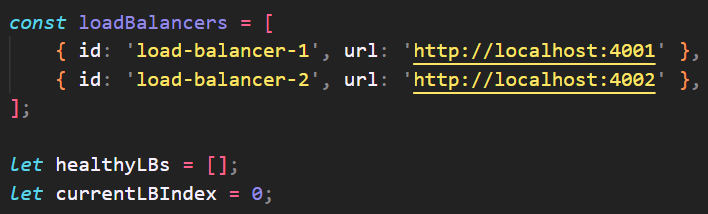 const loadBalancers = [
    { id: 'load-balancer-1', url: 'http://localhost:4001' },
    { id: 'load-balancer-2', url: 'http://localhost:4002' },
];

let healthyLBs = [];
let currentLBIndex = 0;